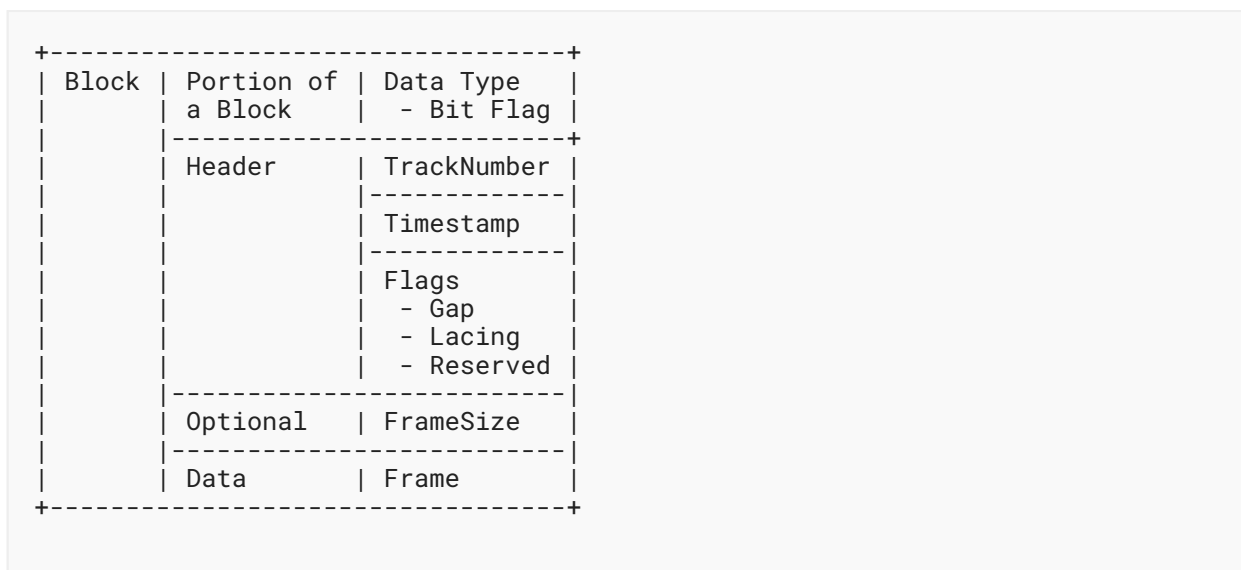 +----------------------------------+
| Block | Portion of | Data Type   |
|       | a Block    |  - Bit Flag |
|       |--------------------------+
|       | Header     | TrackNumber |
|       |            |-------------|
|       |            | Timestamp   |
|       |            |-------------|
|       |            | Flags       |
|       |            |  - Gap      |
|       |            |  - Lacing   |
|       |            |  - Reserved |
|       |--------------------------|
|       | Optional   | FrameSize   |
|       |--------------------------|
|       | Data       | Frame       |
+----------------------------------+